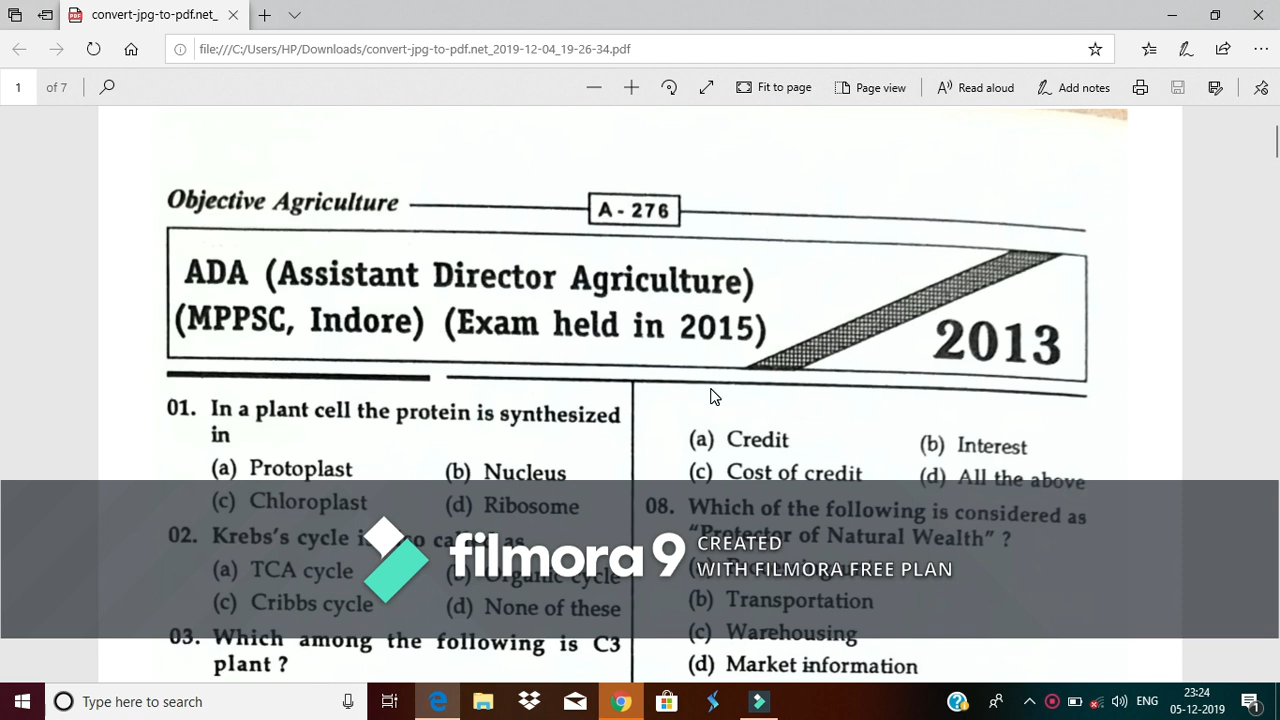 convert-jpg-to-pdf.net_
file:///C:/Users/HP/Downloads/convert-jpg-to-pdf.net_2019-12-04_19-26-34.pdf
1 of 7
Fit to page
Page view
Read aloud
Add notes
Objective Agriculture
A - 276
ADA (Assistant Director Agriculture)
(MPPSC, Indore) (Exam held in 2015)
2013
01. In a plant cell the protein is synthesized
in
(a) Protoplast (b) Nucleus
(c) Chloroplast (d) Ribosome
02. Krebs's cycle
(a) TCA cycle (b) Organic cycle
(c) Cribbs cycle (d) None of these
03. Which among the following is C3
plant ?
(a) Credit (b) Interest
(c) Cost of credit (d) All the above
08. Which of the following is considered as
"Protector of Natural Wealth" ?
(b) Transportation
(c) Warehousing
(d) Market information
filmora 9
CREATED
WITH FILMORA FREE PLAN
Type here to search
ENG
23:24
05-12-2019
1